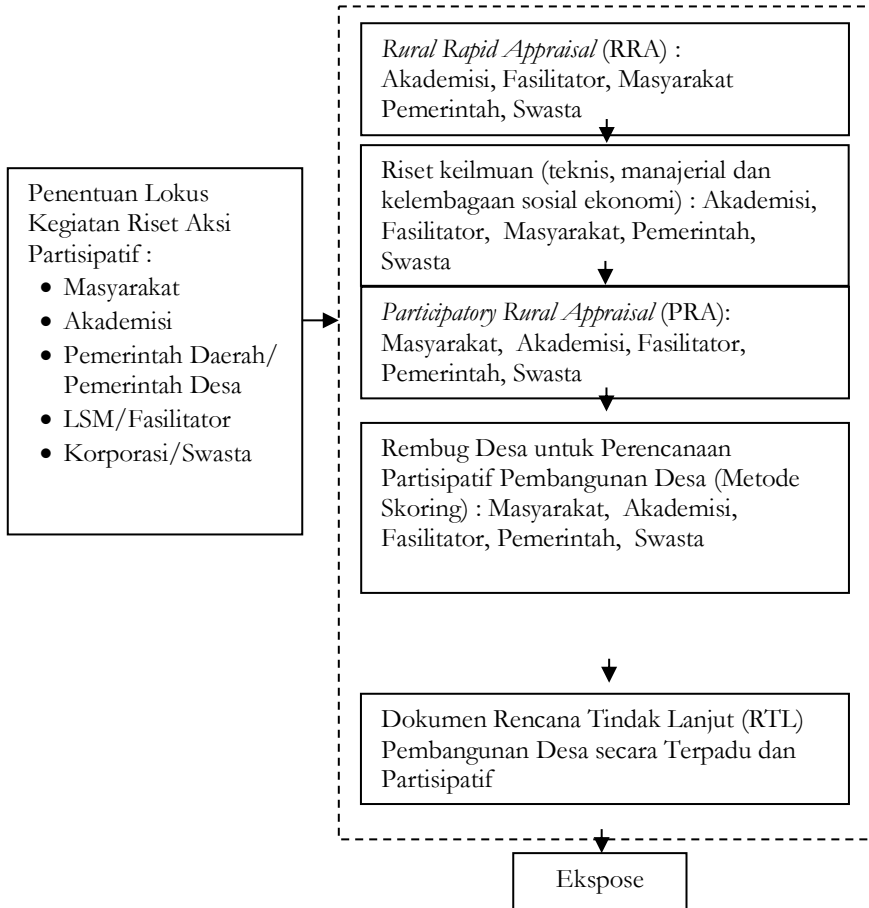 Penentuan Lokus
Kegiatan Riset Aksi
Partisipatif :
• Masyarakat
• Akademisi
• Pemerintah Daerah/
Pemerintah Desa
• LSM/Fasilitator
• Korporasi/Swasta
Rural Rapid Appraisal (RRA) :
Akademisi, Fasilitator, Masyarakat
Pemerintah, Swasta
Riset keilmuan (teknis, manajerial dan
kelembagaan sosial ekonomi) : Akademisi,
Fasilitator, Masyarakat, Pemerintah,
Swasta
Participatory Rural Appraisal (PRA):
Masyarakat, Akademisi, Fasilitator,
Pemerintah, Swasta
Rembug Desa untuk Perencanaan
Partisipatif Pembangunan Desa (Metode
Skoring) : Masyarakat, Akademisi,
Fasilitator, Pemerintah, Swasta
Dokumen Rencana Tindak Lanjut (RTL)
Pembangunan Desa secara Terpadu dan
Partisipatif
Ekspose